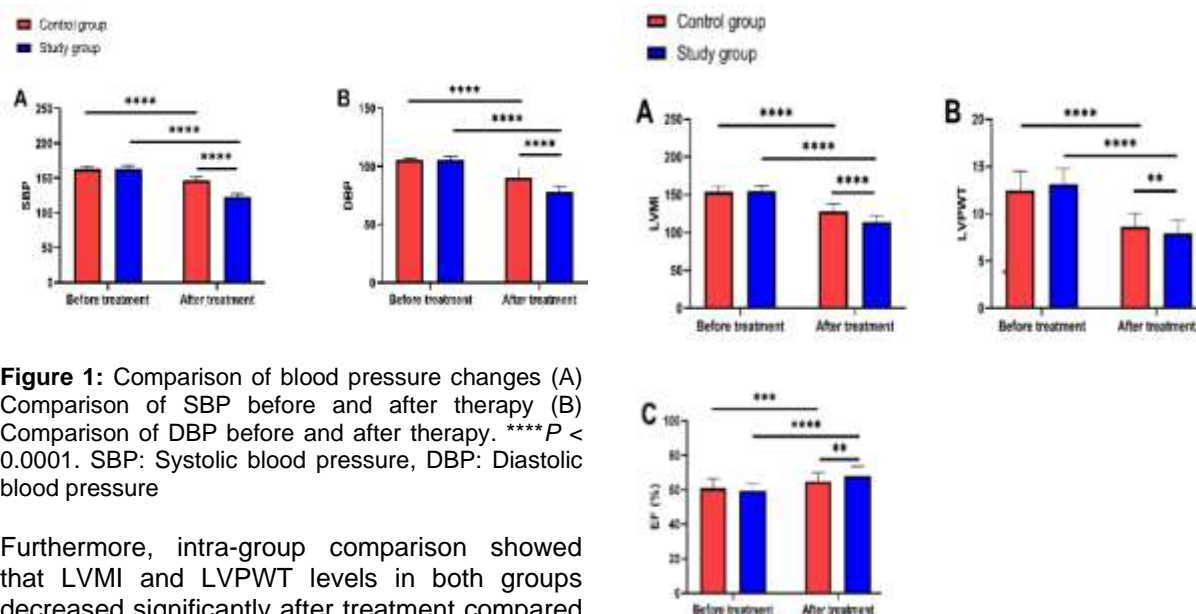 Control group
Study group
A
****
****
****
250
200
150
100
50
0
SBP
Before treatment
After treatment
B
****
****
****
150
100
50
0
DBP
Before treatment
After treatment
Figure 1: Comparison of blood pressure changes (A)
Comparison of SBP before and after therapy (B)
Comparison of DBP before and after therapy. ****P <
0.0001. SBP: Systolic blood pressure, DBP: Diastolic
blood pressure
Furthermore, intra-group comparison showed
that LVMI and LVPWT levels in both groups
decreased significantly after treatment compared
Control group
Study group
A
****
****
****
250
200
150
100
50
0
LVMI
Before treatment
After treatment
B
****
****
**
20
15
10
5
0
LVPWT
Before treatment
After treatment
C
***
****
**
100
80
60
40
20
0
EF (%)
Before treatment
After treatment